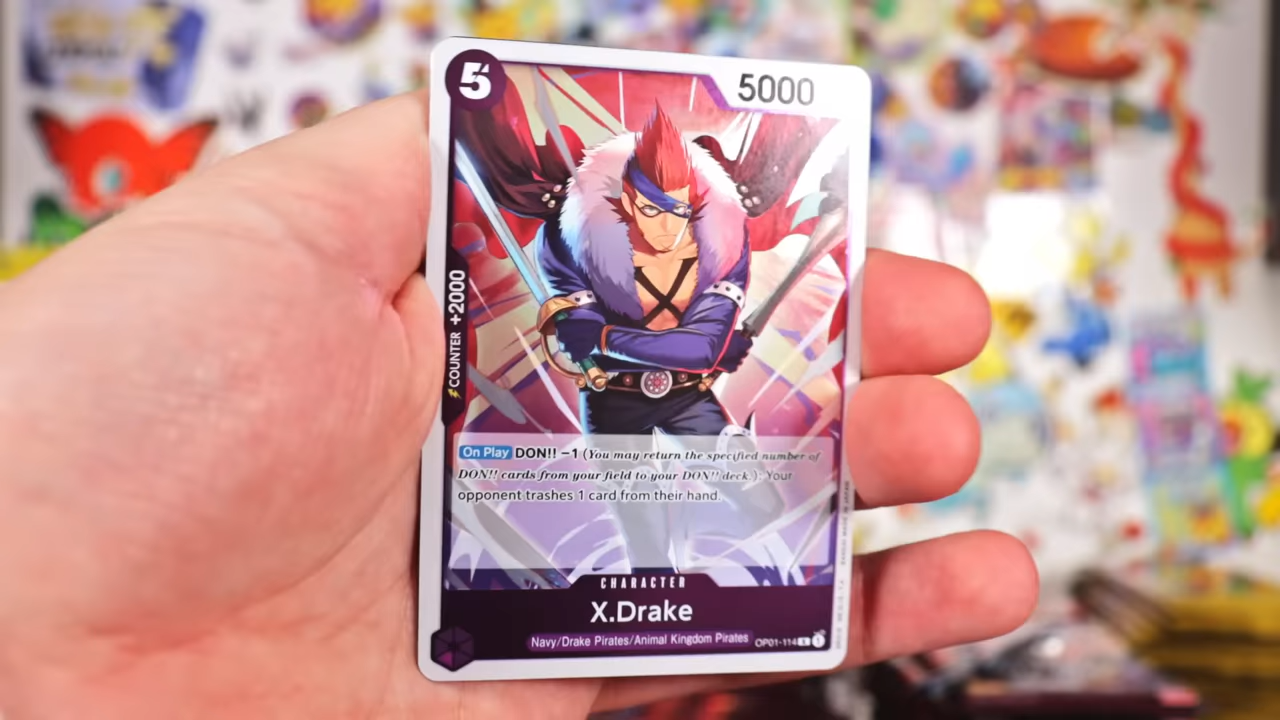 5
5000
COUNTER +2000
On Play DON!! −1 (You may return the specified number of
DON!! cards from your field to your DON!! deck.): Your
opponent trashes 1 card from their hand.
CHARACTER
X.Drake
Navy/Drake Pirates/Animal Kingdom Pirates
OP01-114 R 1